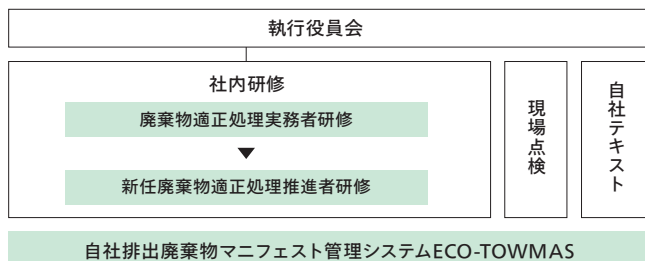 執行役員会
社内研修
廃棄物適正処理実務者研修
▼
新任廃棄物適正処理推進者研修
現場点検
自社テキスト
自社排出廃棄物マニフェスト管理システムECO-TOWMAS